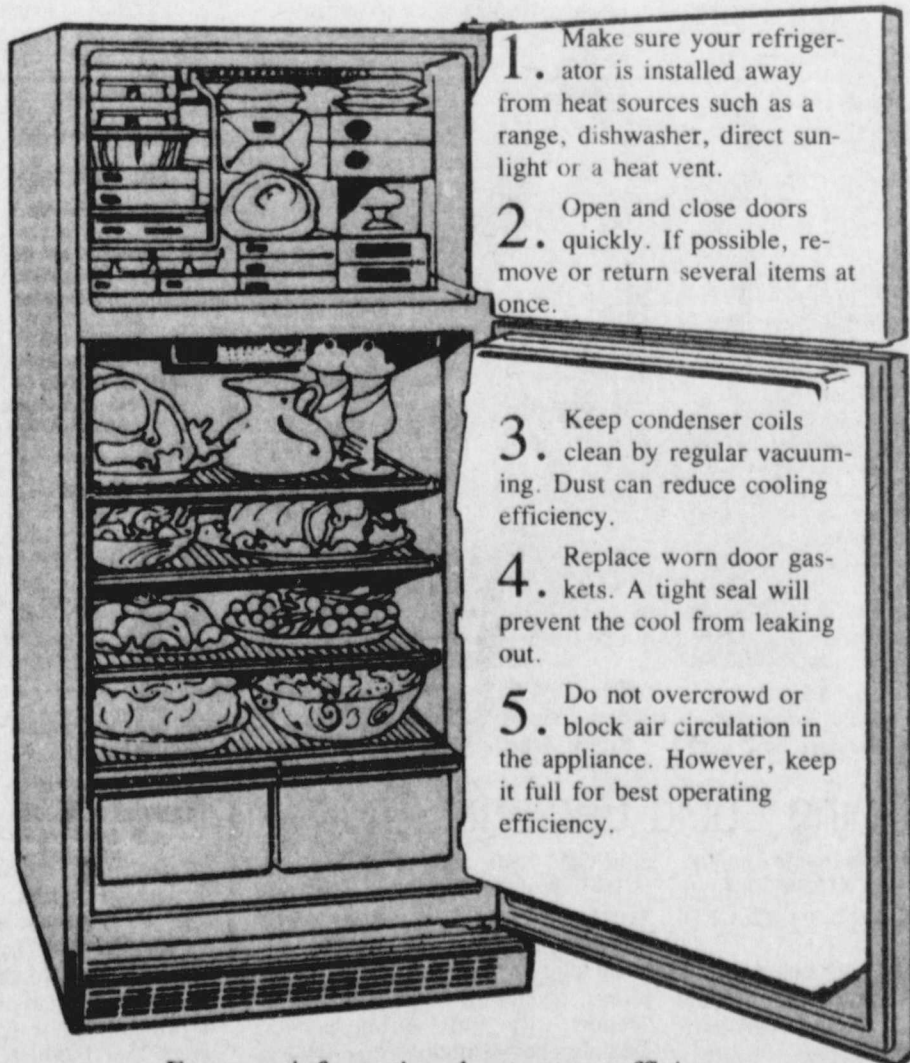 1. Make sure your refriger-
ator is installed away
from heat sources such as a
range, dishwasher, direct sun-
light or a heat vent.
2. Open and close doors
quickly. If possible, re-
move or return several items at
once.
3. Keep condenser coils
clean by regular vacuum-
ing. Dust can reduce cooling
efficiency.
4. Replace worn door gas-
kets. A tight seal will
prevent the cool from leaking
out.
5. Do not overcrowd or
block air circulation in
the appliance. However, keep
it full for best operating
efficiency.